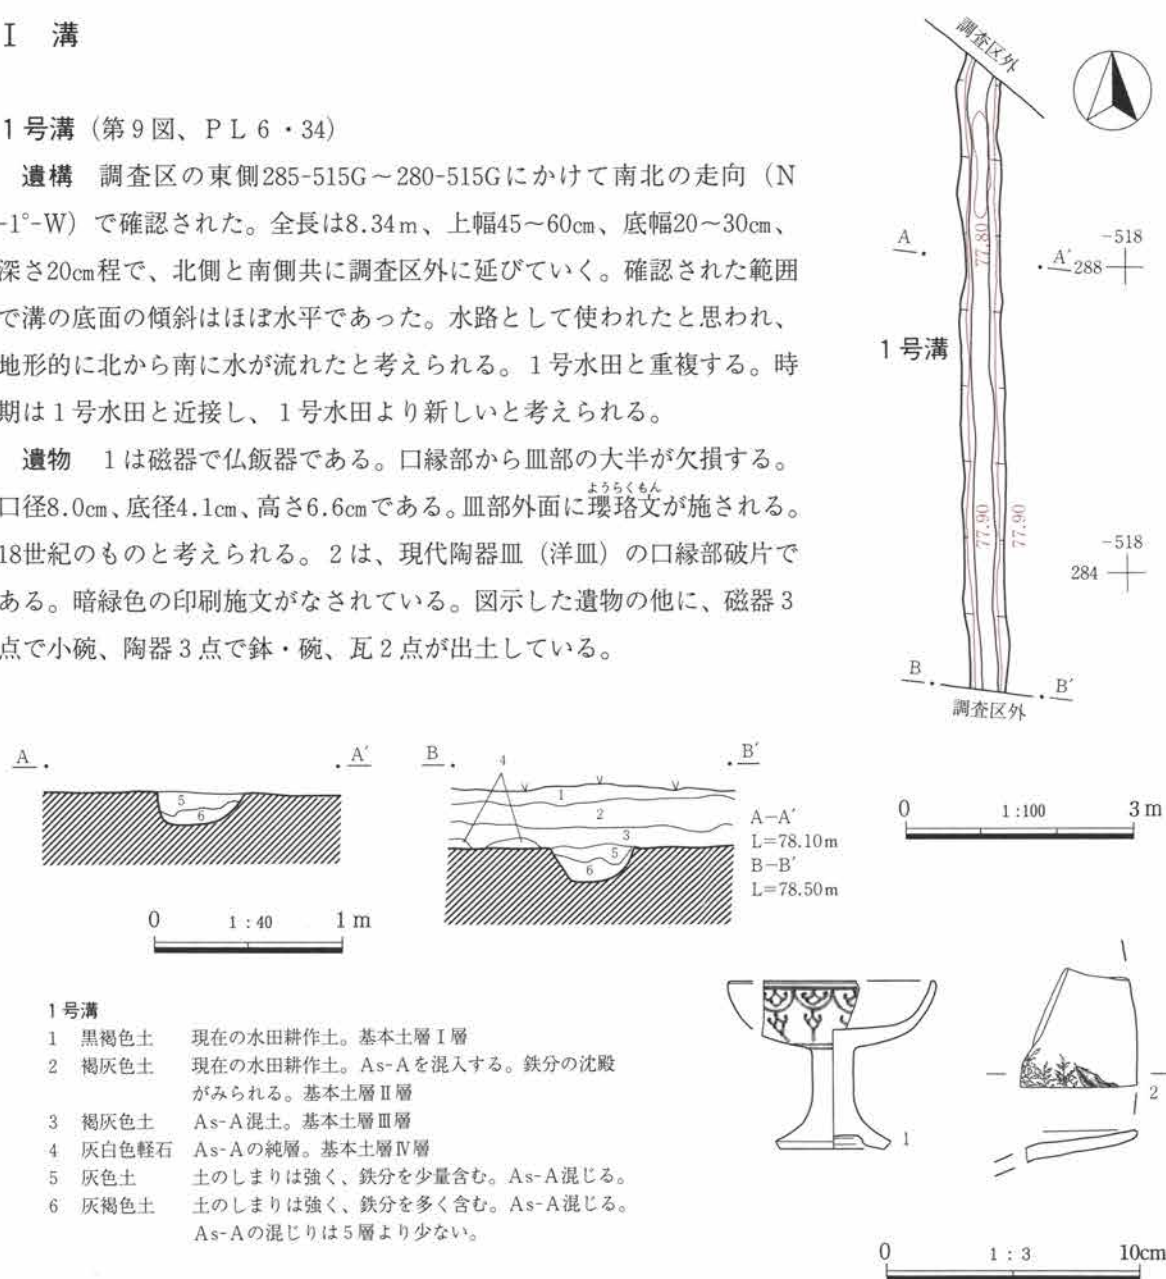 Ⅰ 溝
1号溝（第9図、PL6・34）
遺構　調査区の東側285-515G～280-515Gにかけて南北の走向（N
-1°-W）で確認された。全長は8.34m、上幅45～60cm、底幅20～30cm、
深さ20cm程で、北側と南側共に調査区外に延びていく。確認された範囲
で溝の底面の傾斜はほぼ水平であった。水路として使われたと思われ、
地形的に北から南に水が流れたと考えられる。1号水田と重複する。時
期は1号水田と近接し、1号水田より新しいと考えられる。
遺物　1は磁器で仏飯器である。口縁部から皿部の大半が欠損する。
ようらくもん
口径8.0cm、底径4.1cm、高さ6.6cmである。皿部外面に瓔珞文が施される。
18世紀のものと考えられる。2は、現代陶器皿（洋皿）の口縁部破片で
ある。暗緑色の印刷施文がなされている。図示した遺物の他に、磁器3
点で小碗、陶器3点で鉢・碗、瓦2点が出土している。
調査区外
77.80
A
A′
-518
288
1号溝
77.90
77.90
-518
284
B
B′
調査区外
0 1:100 3m
A A′
5
6
B B′
4
1
2
3
5
6
A-A′
L=78.10m
B-B′
L=78.50m
0 1:40 1m
1号溝
1 黒褐色土 現在の水田耕作土。基本土層Ⅰ層
2 褐灰色土 現在の水田耕作土。As-Aを混入する。鉄分の沈殿
がみられる。基本土層Ⅱ層
3 褐灰色土 As-A混土。基本土層Ⅲ層
4 灰白色軽石 As-Aの純層。基本土層Ⅳ層
5 灰色土 土のしまりは強く、鉄分を少量含む。As-A混じる。
6 灰褐色土 土のしまりは強く、鉄分を多く含む。As-A混じる。
As-Aの混じりは5層より少ない。
1
2
0 1:3 10cm